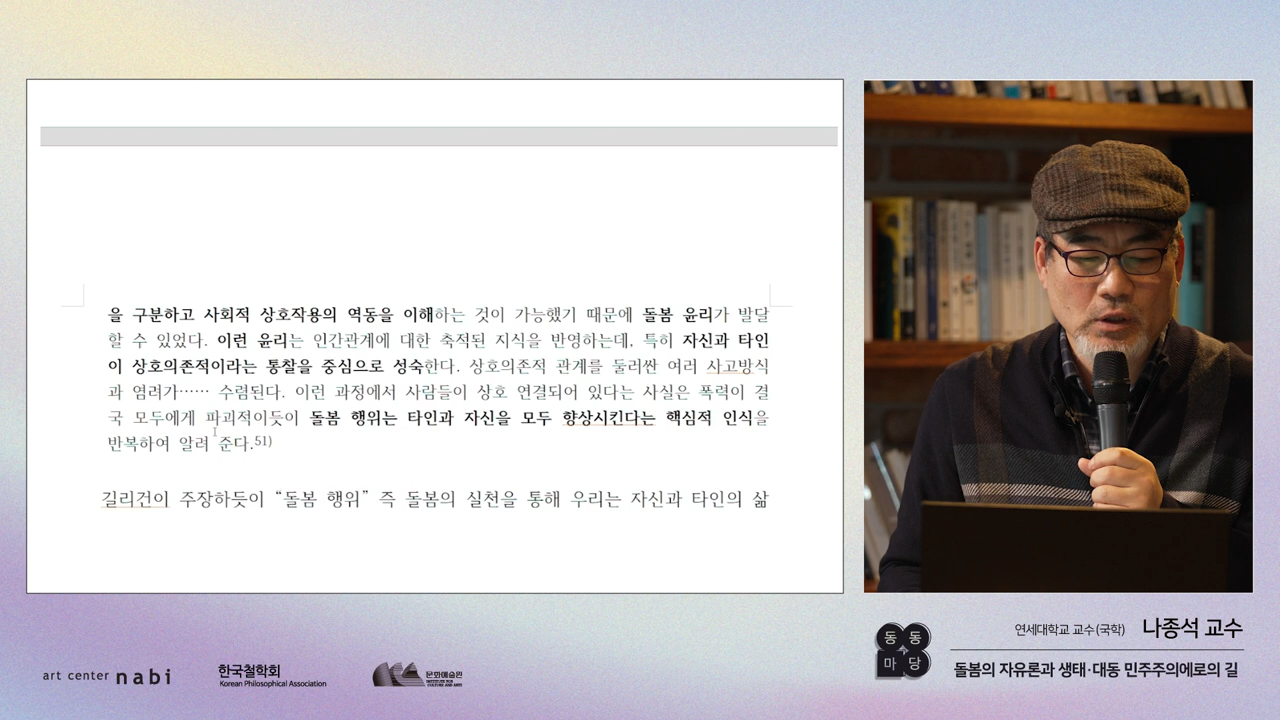 을 구분하고 사회적 상호작용의 역동을 이해하는 것이 가능했기 때문에 돌봄 윤리가 발달
할 수 있었다. 이런 윤리는 인간관계에 대한 축적된 지식을 반영하는데, 특히 자신과 타인
이 상호의존적이라는 통찰을 중심으로 성숙한다. 상호의존적 관계를 둘러싼 여러 사고방식
과 염려가…… 수렴된다. 이런 과정에서 사람들이 상호 연결되어 있다는 사실은 폭력이 결
국 모두에게 파괴적이듯이 돌봄 행위는 타인과 자신을 모두 향상시킨다는 핵심적 인식을
반복하여 알려 준다.51)
길리건이 주장하듯이 “돌봄 행위” 즉 돌봄의 실천을 통해 우리는 자신과 타인의 삶
art center nabi
한국철학회
Korean Philosophical Association
문화예술원
INSTITUTE FOR
CULTURE AND ARTS
동동
마당
연세대학교 교수(국학) 나종석 교수
돌봄의 자유론과 생태·대동 민주주의에로의 길